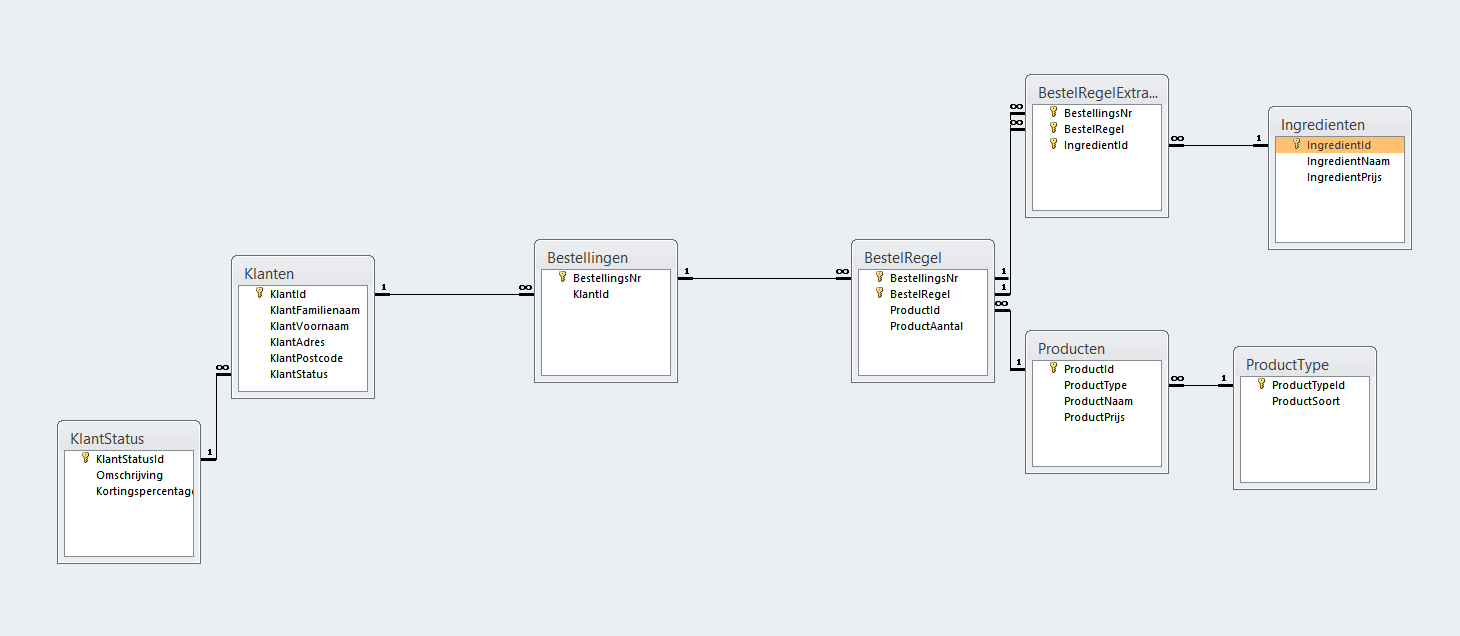 KlantStatus
KlantStatusId
Omschrijving
Kortingspercentage
Klanten
KlantId
KlantFamilienaam
KlantVoornaam
KlantAdres
KlantPostcode
KlantStatus
1
∞
1
∞
Bestellingen
BestellingsNr
KlantId
1
∞
BestelRegel
BestellingsNr
BestelRegel
ProductId
ProductAantal
1
1
∞
∞
∞
1
BestelRegelExtra...
BestellingsNr
BestelRegel
IngredientId
∞
1
Ingredienten
IngredientId
IngredientNaam
IngredientPrijs
Producten
ProductId
ProductType
ProductNaam
ProductPrijs
∞
1
ProductType
ProductTypeId
ProductSoort